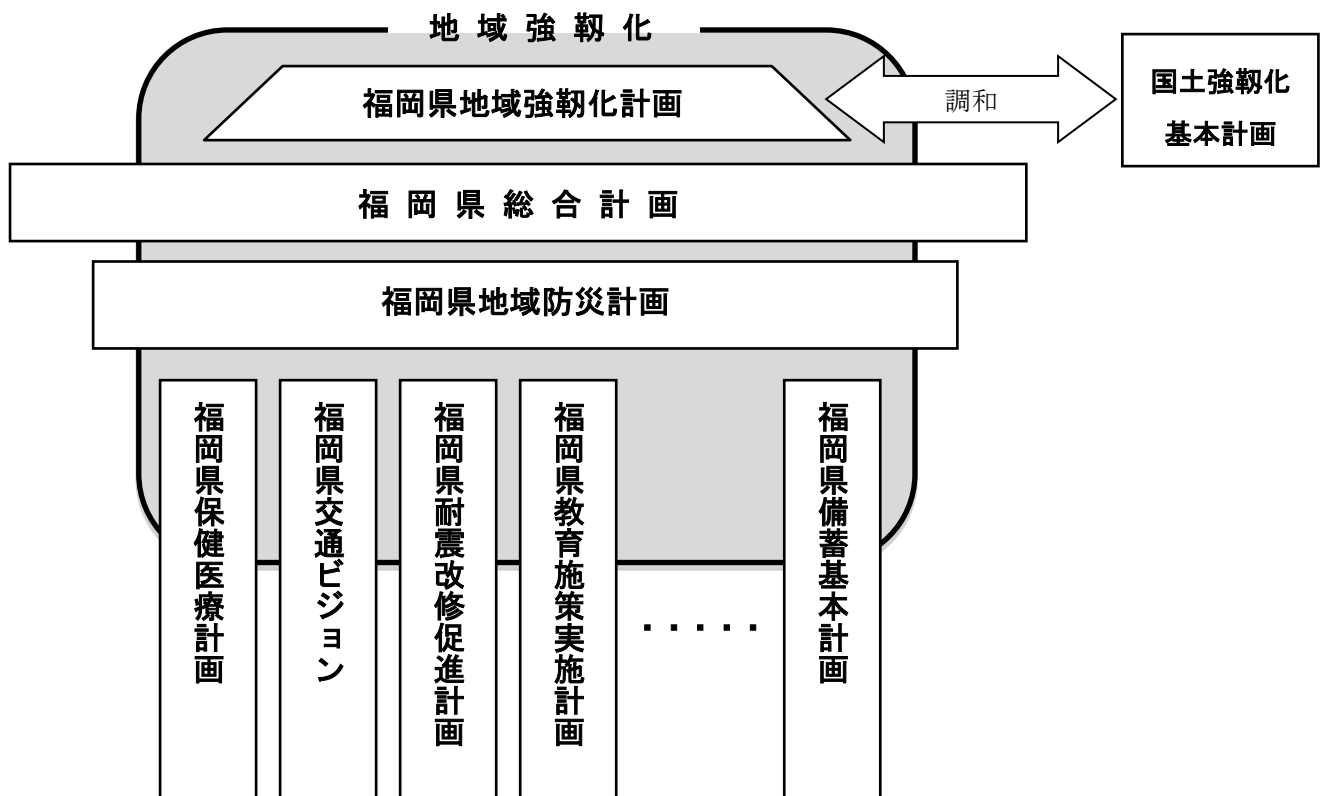 地域強靱化
福岡県地域強靱化計画
調和
国土強靱化
基本計画
福岡県総合計画
福岡県地域防災計画
福岡県保健医療計画
福岡県交通ビジョン
福岡県耐震改修促進計画
福岡県教育施策実施計画
・・・・・
福岡県備蓄基本計画